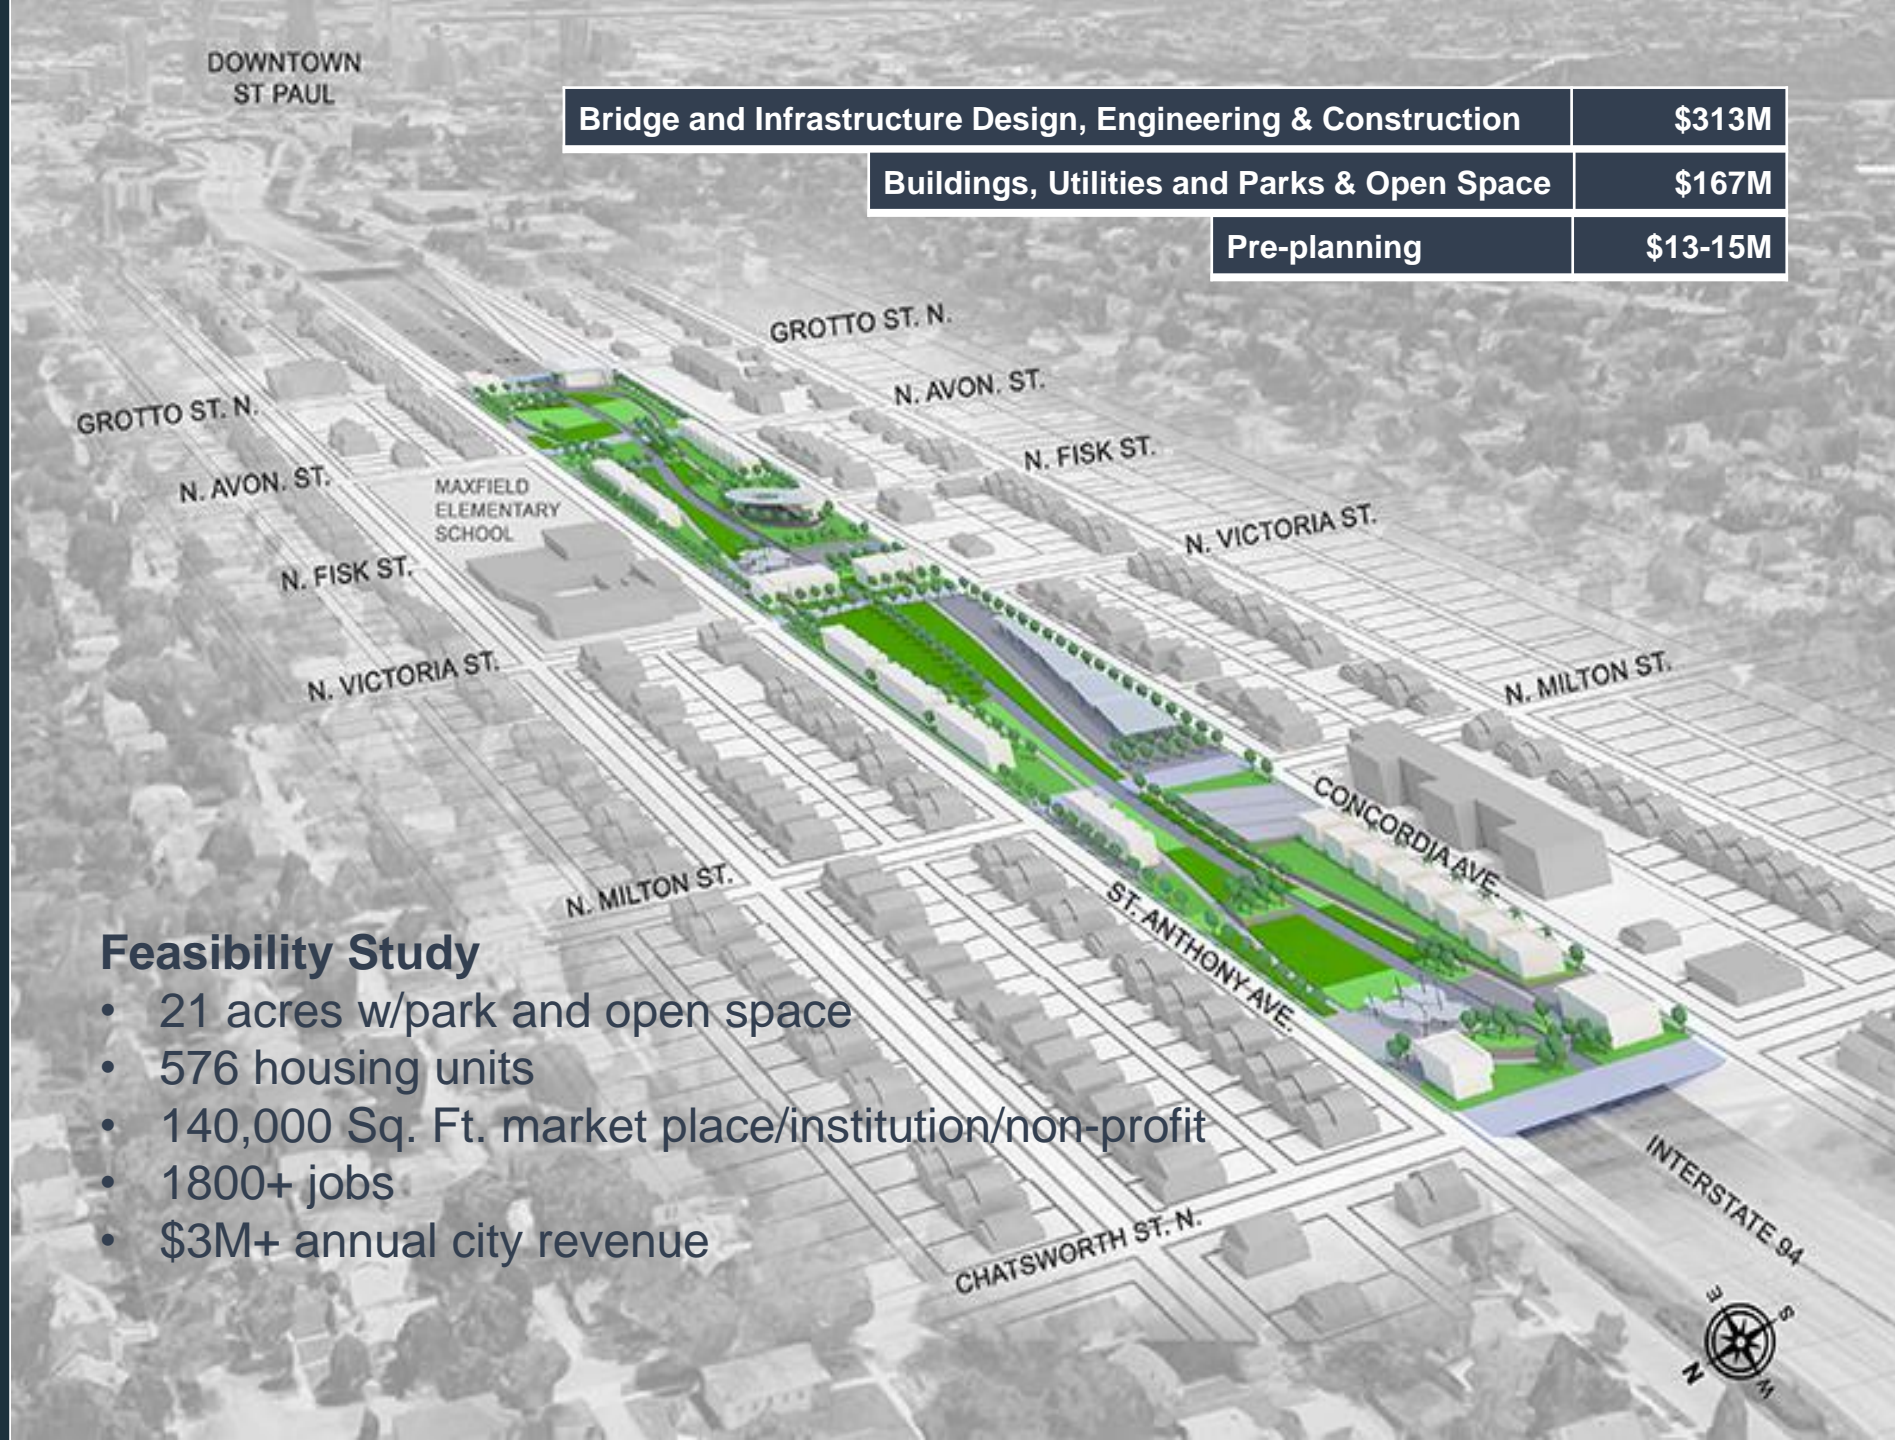 DOWNTOWN
ST PAUL
Bridge and Infrastructure Design, Engineering & Construction $313M
Buildings, Utilities and Parks & Open Space $167M
Pre-planning $13-15M
GROTTO ST. N.
N. AVON. ST.
N. FISK ST.
N. VICTORIA ST.
N. MILTON ST.
GROTTO ST. N.
N. AVON. ST.
MAXFIELD
ELEMENTARY
SCHOOL
N. FISK ST.
N. VICTORIA ST.
N. MILTON ST.
CONCORDIA AVE.
ST. ANTHONY AVE.
Feasibility Study
• 21 acres w/park and open space
• 576 housing units
• 140,000 Sq. Ft. market place/institution/non-profit
• 1800+ jobs
• $3M+ annual city revenue
CHATSWORTH ST. N.
INTERSTATE 94
E
S
N
W